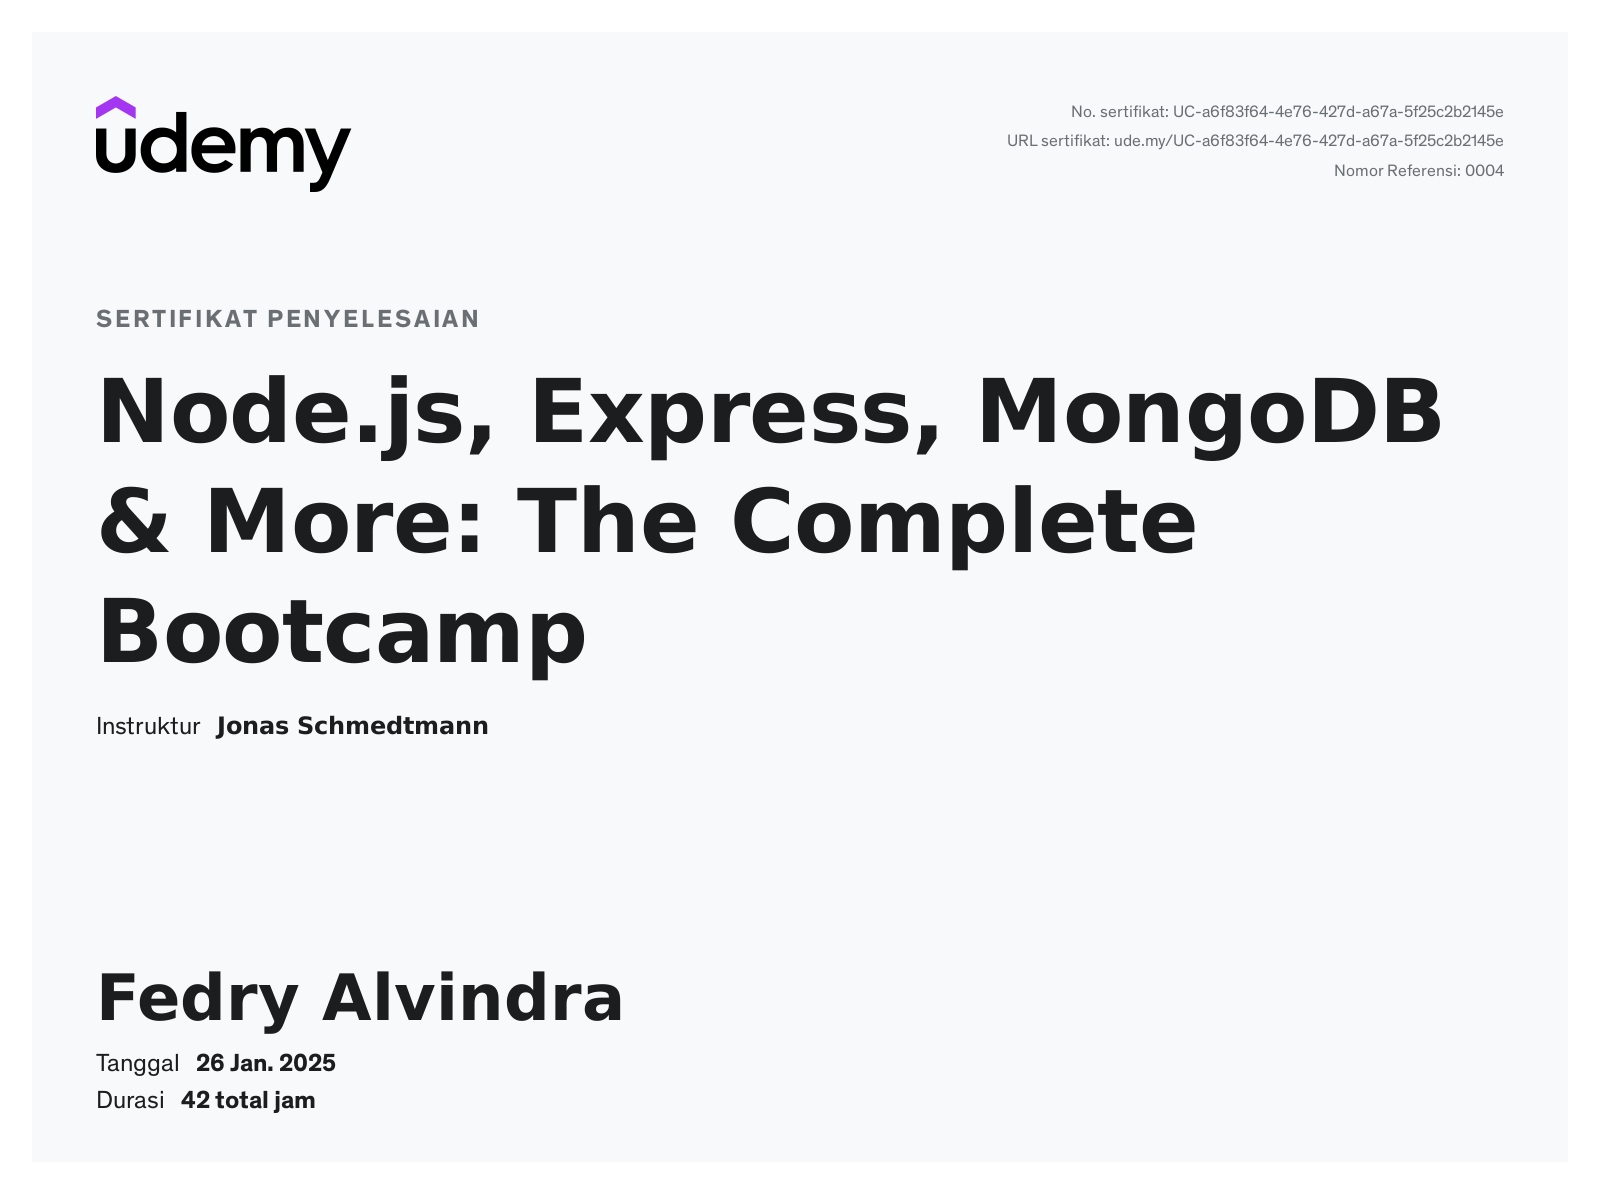 udemy
No. sertifikat: UC-a6f83f64-4e76-427d-a67a-5f25c2b2145e
URL sertifikat: ude.my/UC-a6f83f64-4e76-427d-a67a-5f25c2b2145e
Nomor Referensi: 0004
SERTIFIKAT PENYELESAIAN
Node.js, Express, MongoDB
& More: The Complete
Bootcamp
Instruktur Jonas Schmedtmann
Fedry Alvindra
Tanggal 26 Jan. 2025
Durasi 42 total jam